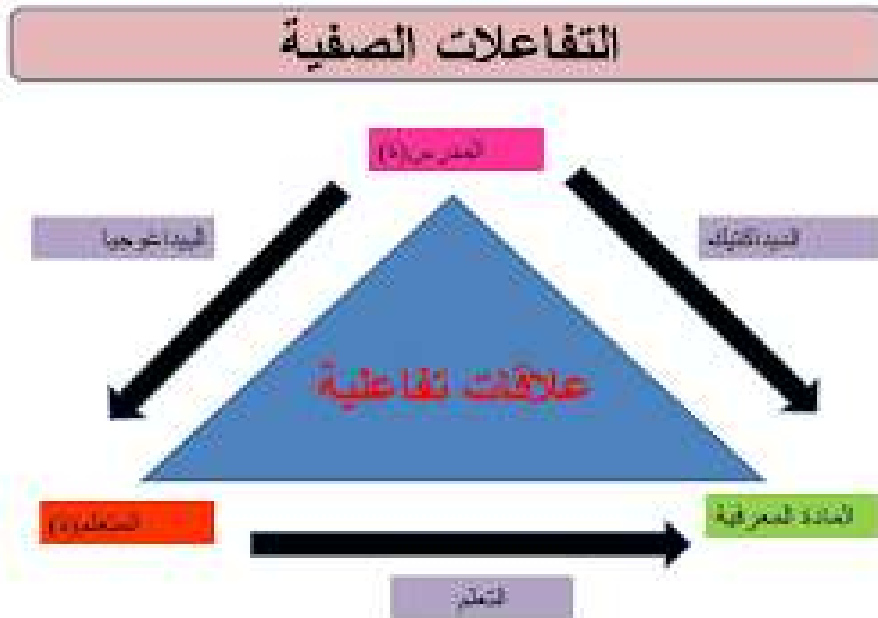 التفاعلات الصفية
المدرس(ة)
البيداغوجيا
الديداكتيك
علاقات تفاعلية
المتعلم(ة)
المادة المعرفية
التعلم